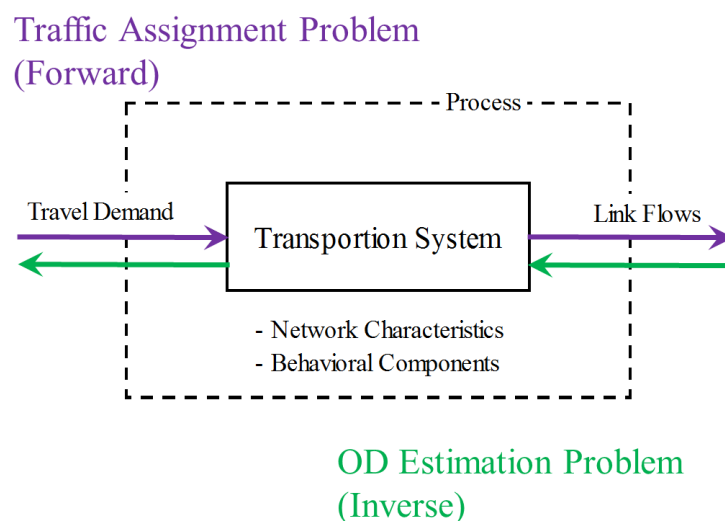 Traffic Assignment Problem
(Forward)
Process
Travel Demand
Link Flows
Transportion System
- Network Characteristics
- Behavioral Components
OD Estimation Problem
(Inverse)